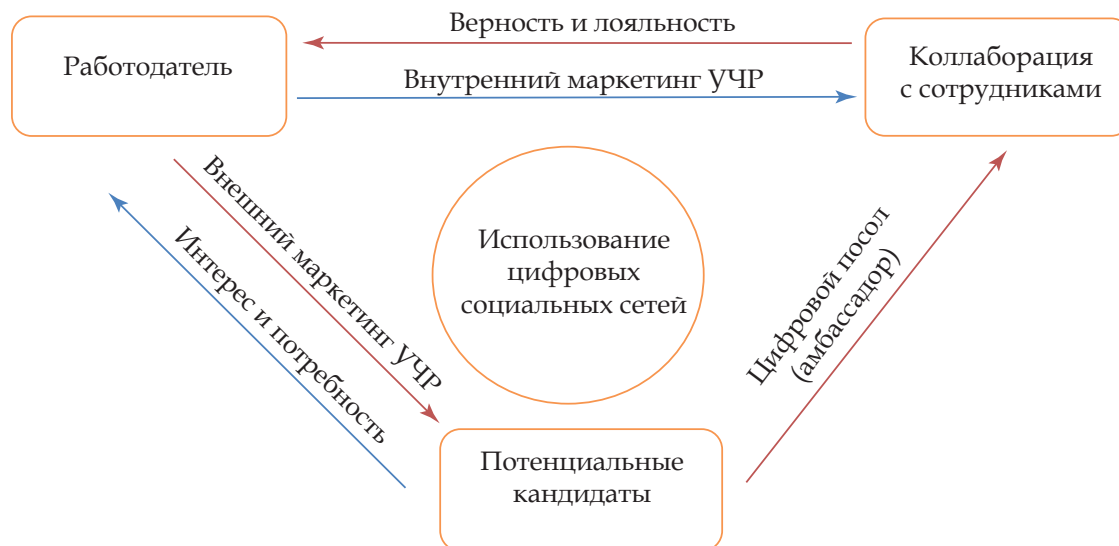 Верность и лояльность
Работодатель
Внутренний маркетинг УЧР
Коллаборация
с сотрудниками
Внешний маркетинг УЧР
Интерес и потребность
Использование
цифровых
социальных сетей
Цифровой посол
(амбассадор)
Потенциальные
кандидаты